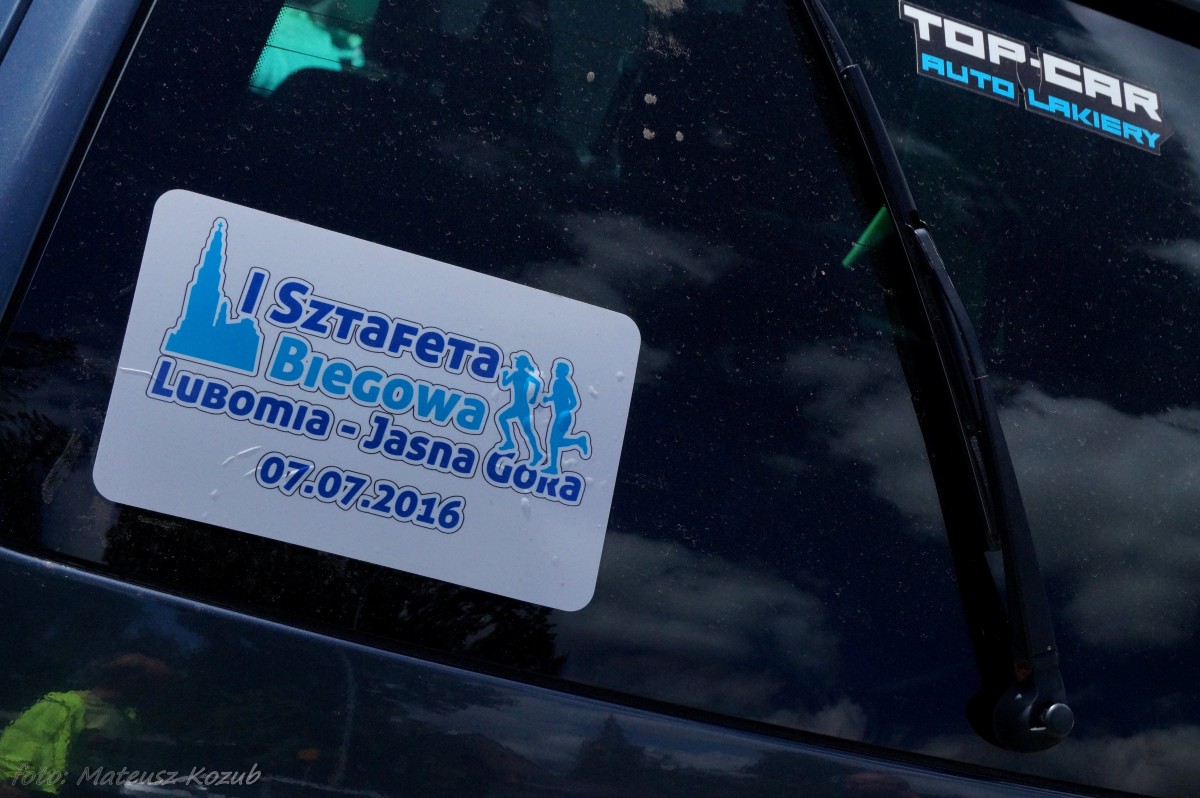 TOP-CAR
AUTO LAKIERY
I Sztafeta
Biegowa
Lubomia - Jasna Góra
07.07.2016
foto: Mateusz Kozub